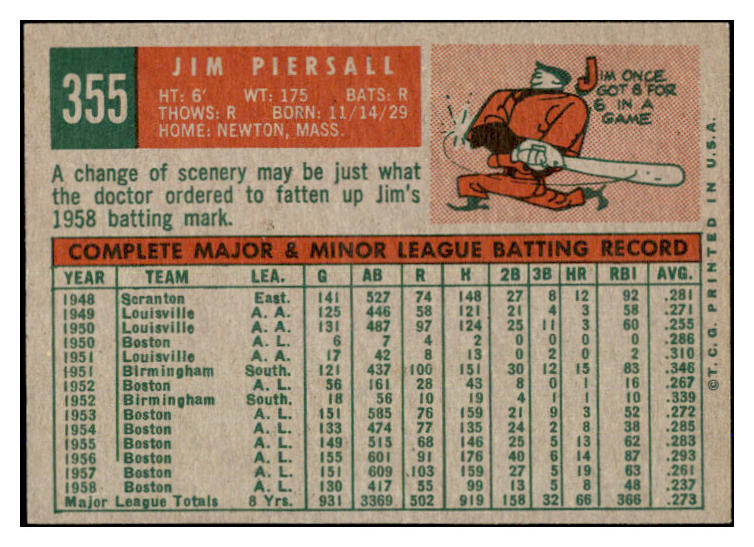 355
JIM PIERSALL
HT: 6' WT: 175 BATS: R
THOWS: R BORN: 11/14/29
HOME: NEWTON, MASS.
JIM ONCE
GOT 6 FOR
6 IN A
GAME
A change of scenery may be just what
the doctor ordered to fatten up Jim's
1958 batting mark.
COMPLETE MAJOR & MINOR LEAGUE BATTING RECORD
YEAR TEAM LEA. G AB R H 2B 3B HR RBI AVG.
1948 Scranton East. 141 527 74 148 27 8 12 92 .281
1949 Louisville A. A. 125 446 58 121 21 4 3 58 .271
1950 Louisville A. A. 131 487 97 124 25 11 3 60 .255
1950 Boston A. L. 6 7 4 2 0 0 0 0 .286
1951 Louisville A. A. 17 42 8 13 0 2 0 2 .310
1951 Birmingham South. 121 437 100 151 30 12 15 83 .346
1952 Boston A. L. 56 161 28 43 8 0 1 16 .267
1952 Birmingham South. 18 56 10 19 4 1 1 10 .339
1953 Boston A. L. 151 585 76 159 21 9 3 52 .272
1954 Boston A. L. 133 474 77 135 24 2 8 38 .285
1955 Boston A. L. 149 515 68 146 25 5 13 62 .283
1956 Boston A. L. 155 601 91 176 40 6 14 87 .293
1957 Boston A. L. 151 609 103 159 27 5 19 63 .261
1958 Boston A. L. 130 417 55 99 13 5 8 48 .237
Major League Totals 8 Yrs. 931 3369 502 919 158 32 66 366 .273
© T. C. G. PRINTED IN U.S.A.